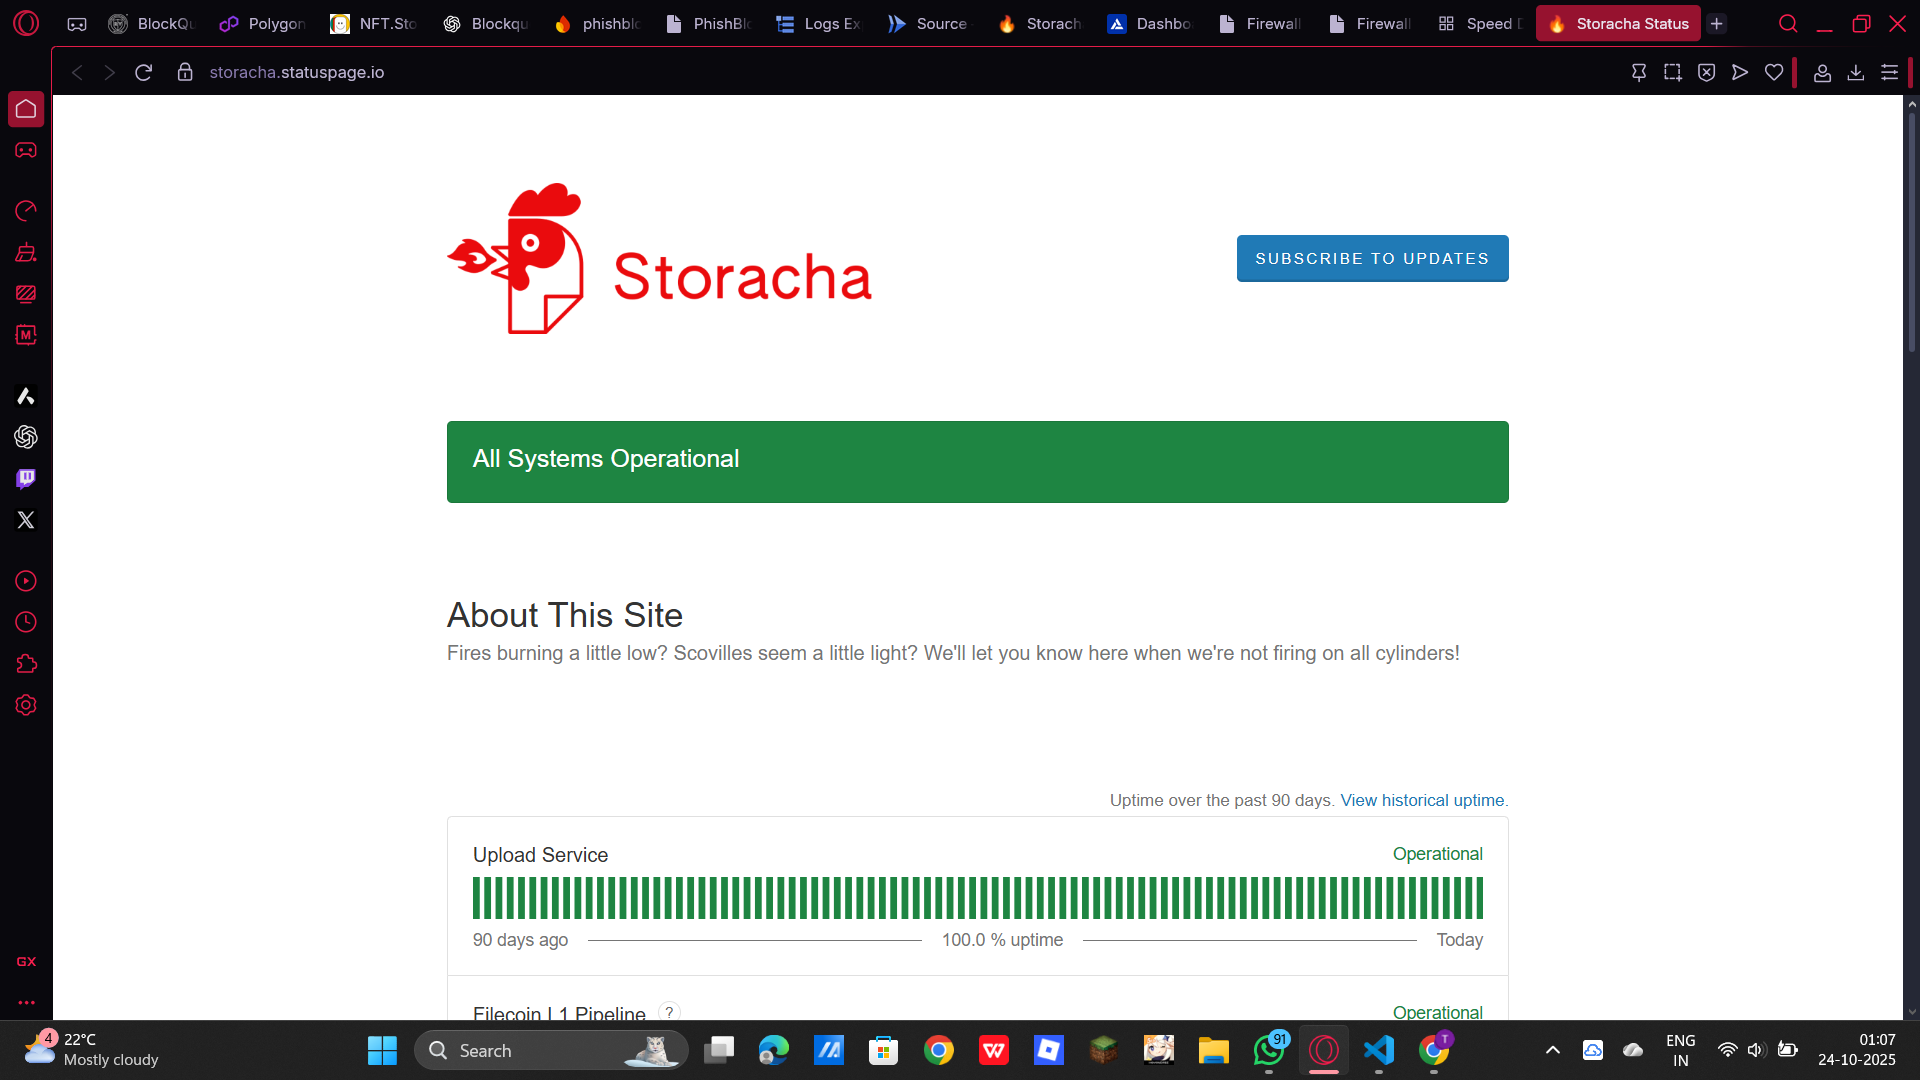 BlockQu
Polygon
NFT.Sto
Blockqu
phishblo
PhishBlo
Logs Ex
Source
Storach
Dashbo
Firewall
Firewall
Speed D
Storacha Status
storacha.statuspage.io
M
Storacha
SUBSCRIBE TO UPDATES
All Systems Operational
About This Site
Fires burning a little low? Scovilles seem a little light? We'll let you know here when we're not firing on all cylinders!
Uptime over the past 90 days. View historical uptime.
Upload Service
Operational
90 days ago
100.0 % uptime
Today
Filecoin L1 Pipeline ?
Operational
GX
4
22°C
Mostly cloudy
Search
91
T
ENG
IN
01:07
24-10-2025